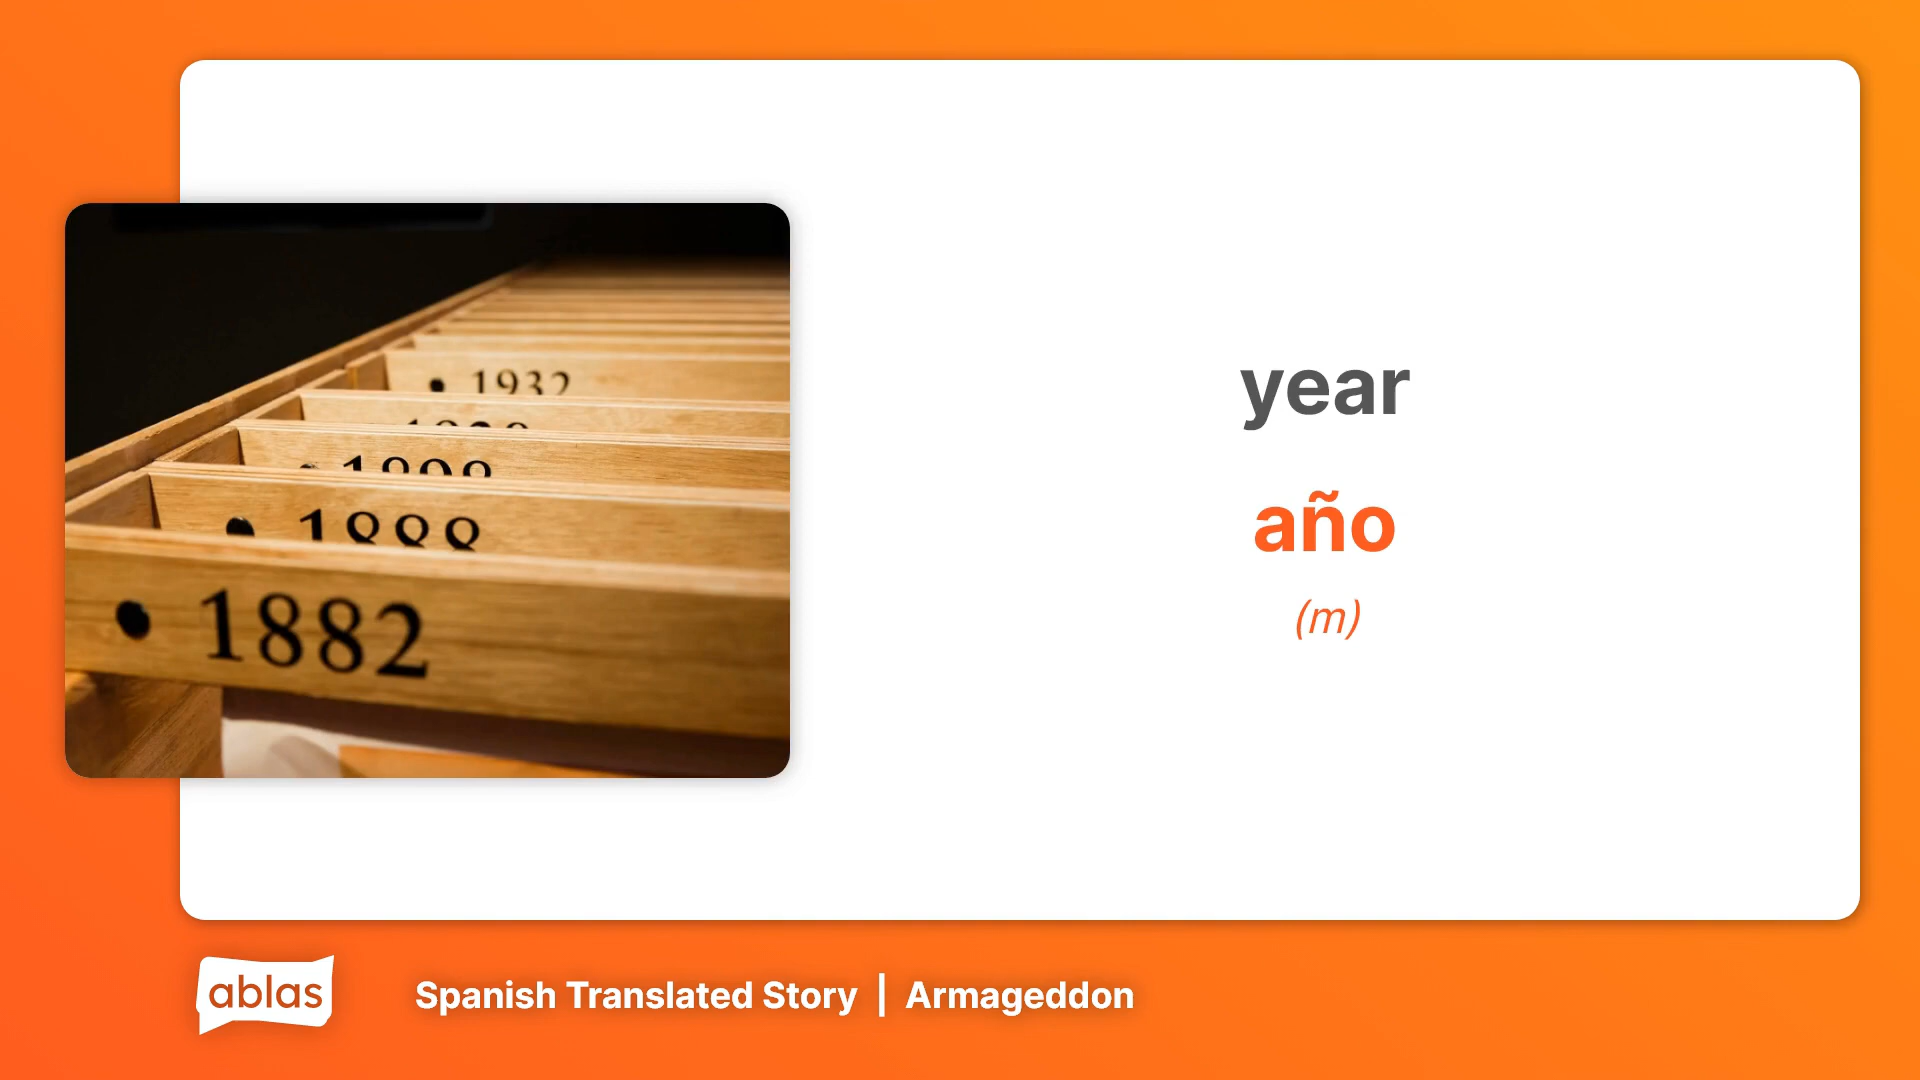 1932
1888
1882
year
año
(m)
ablas
Spanish Translated Story | Armageddon